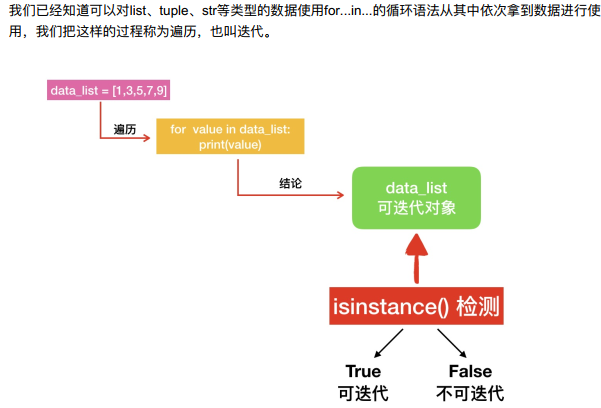 我们已经知道可以对list、tuple、str等类型的数据使用for...in...的循环语法从其中依次拿到数据进行使
用，我们把这样的过程称为遍历，也叫迭代。
data_list = [1,3,5,7,9]
遍历
for value in data_list:
print(value)
结论
data_list
可迭代对象
isinstance() 检测
True
可迭代
False
不可迭代